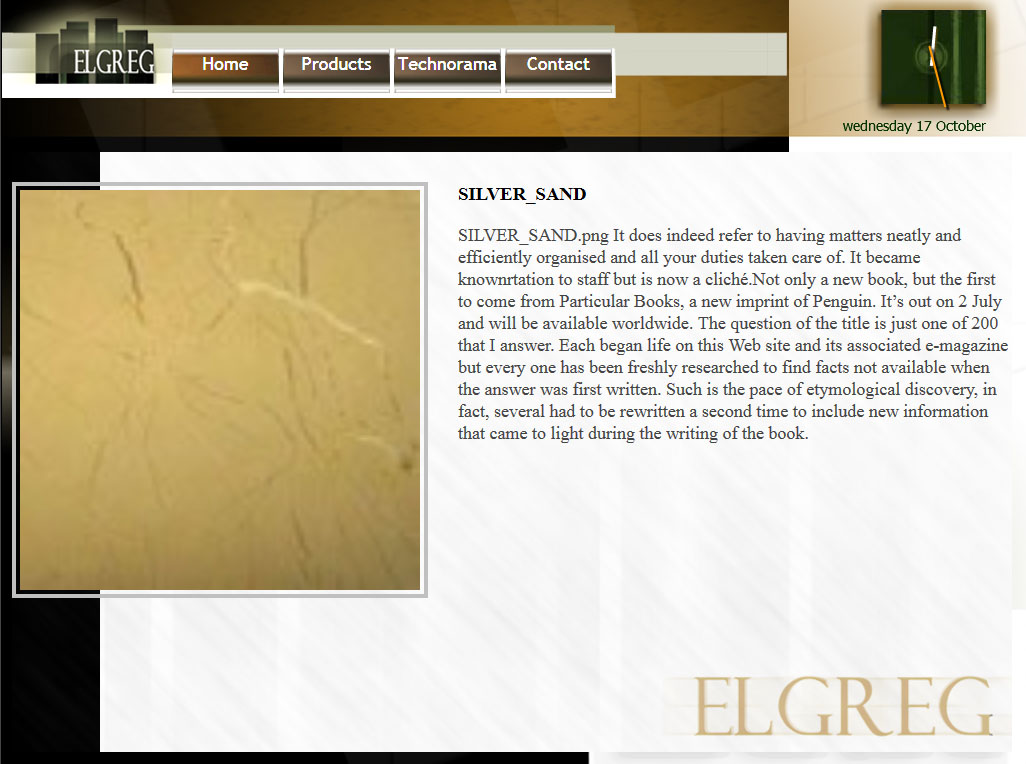 ELGREG
Home
Products
Technorama
Contact
wednesday 17 October
SILVER_SAND
SILVER_SAND.png It does indeed refer to having matters neatly and
efficiently organised and all your duties taken care of. It became
knownrtation to staff but is now a cliché.Not only a new book, but the first
to come from Particular Books, a new imprint of Penguin. It’s out on 2 July
and will be available worldwide. The question of the title is just one of 200
that I answer. Each began life on this Web site and its associated e-magazine
but every one has been freshly researched to find facts not available when
the answer was first written. Such is the pace of etymological discovery, in
fact, several had to be rewritten a second time to include new information
that came to light during the writing of the book.
ELGREG